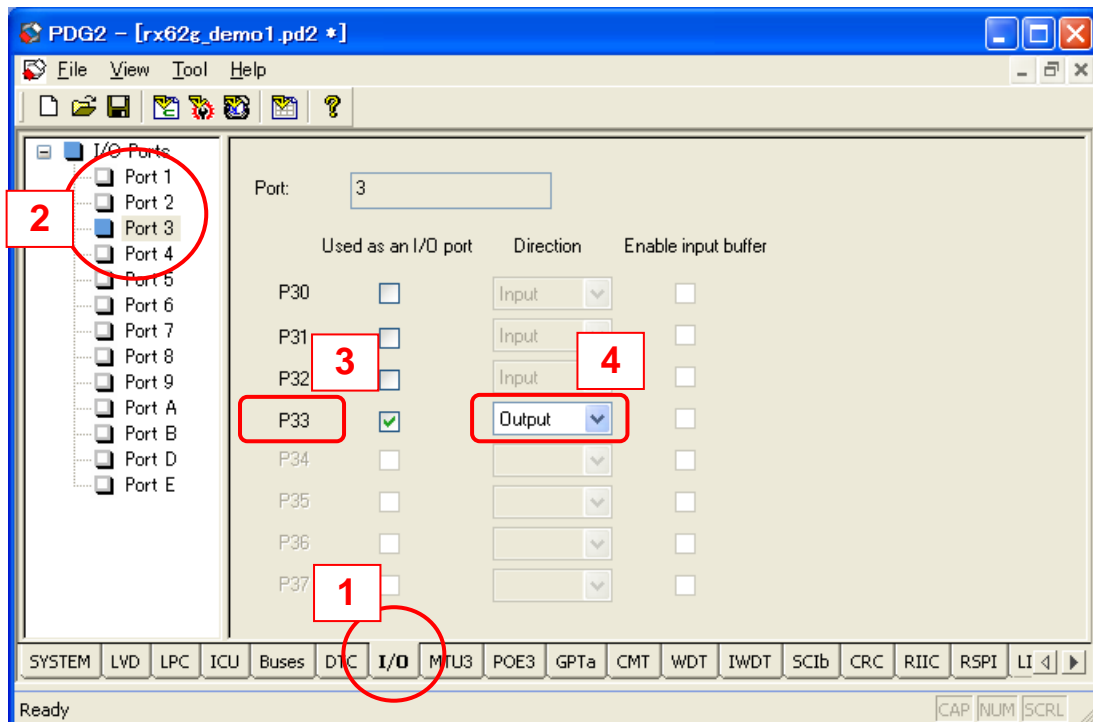 PDG2 - [rx62g_demo1.pd2 *]
File View Tool Help
I/O Ports
Port 1
Port 2
Port 3
Port 4
Port 5
Port 6
Port 7
Port 8
Port 9
Port A
Port B
Port D
Port E
2
Port: 3
Used as an I/O port Direction Enable input buffer
P30 Input
P31 Input
P32 Input
3
4
P33 Output
P34
P35
P36
P37
1
SYSTEM LVD LPC ICU Buses DTC I/O MTU3 POE3 GPTa CMT WDT IWDT SCIb CRC RIIC RSPI LI
Ready CAP NUM SCRL